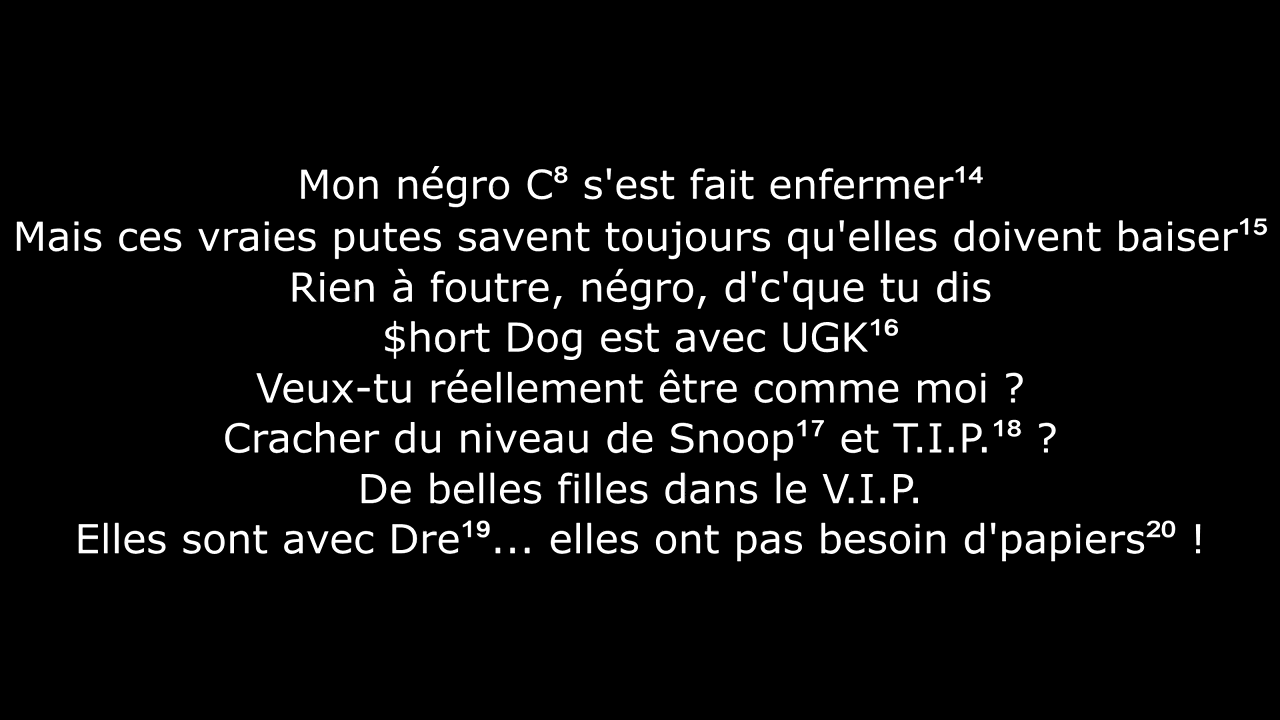 Mon négro C⁸ s'est fait enfermer¹⁴
Mais ces vraies putes savent toujours qu'elles doivent baiser¹⁵
Rien à foutre, négro, d'c'que tu dis
$hort Dog est avec UGK¹⁶
Veux-tu réellement être comme moi ?
Cracher du niveau de Snoop¹⁷ et T.I.P.¹⁸ ?
De belles filles dans le V.I.P.
Elles sont avec Dre¹⁹... elles ont pas besoin d'papiers²⁰ !